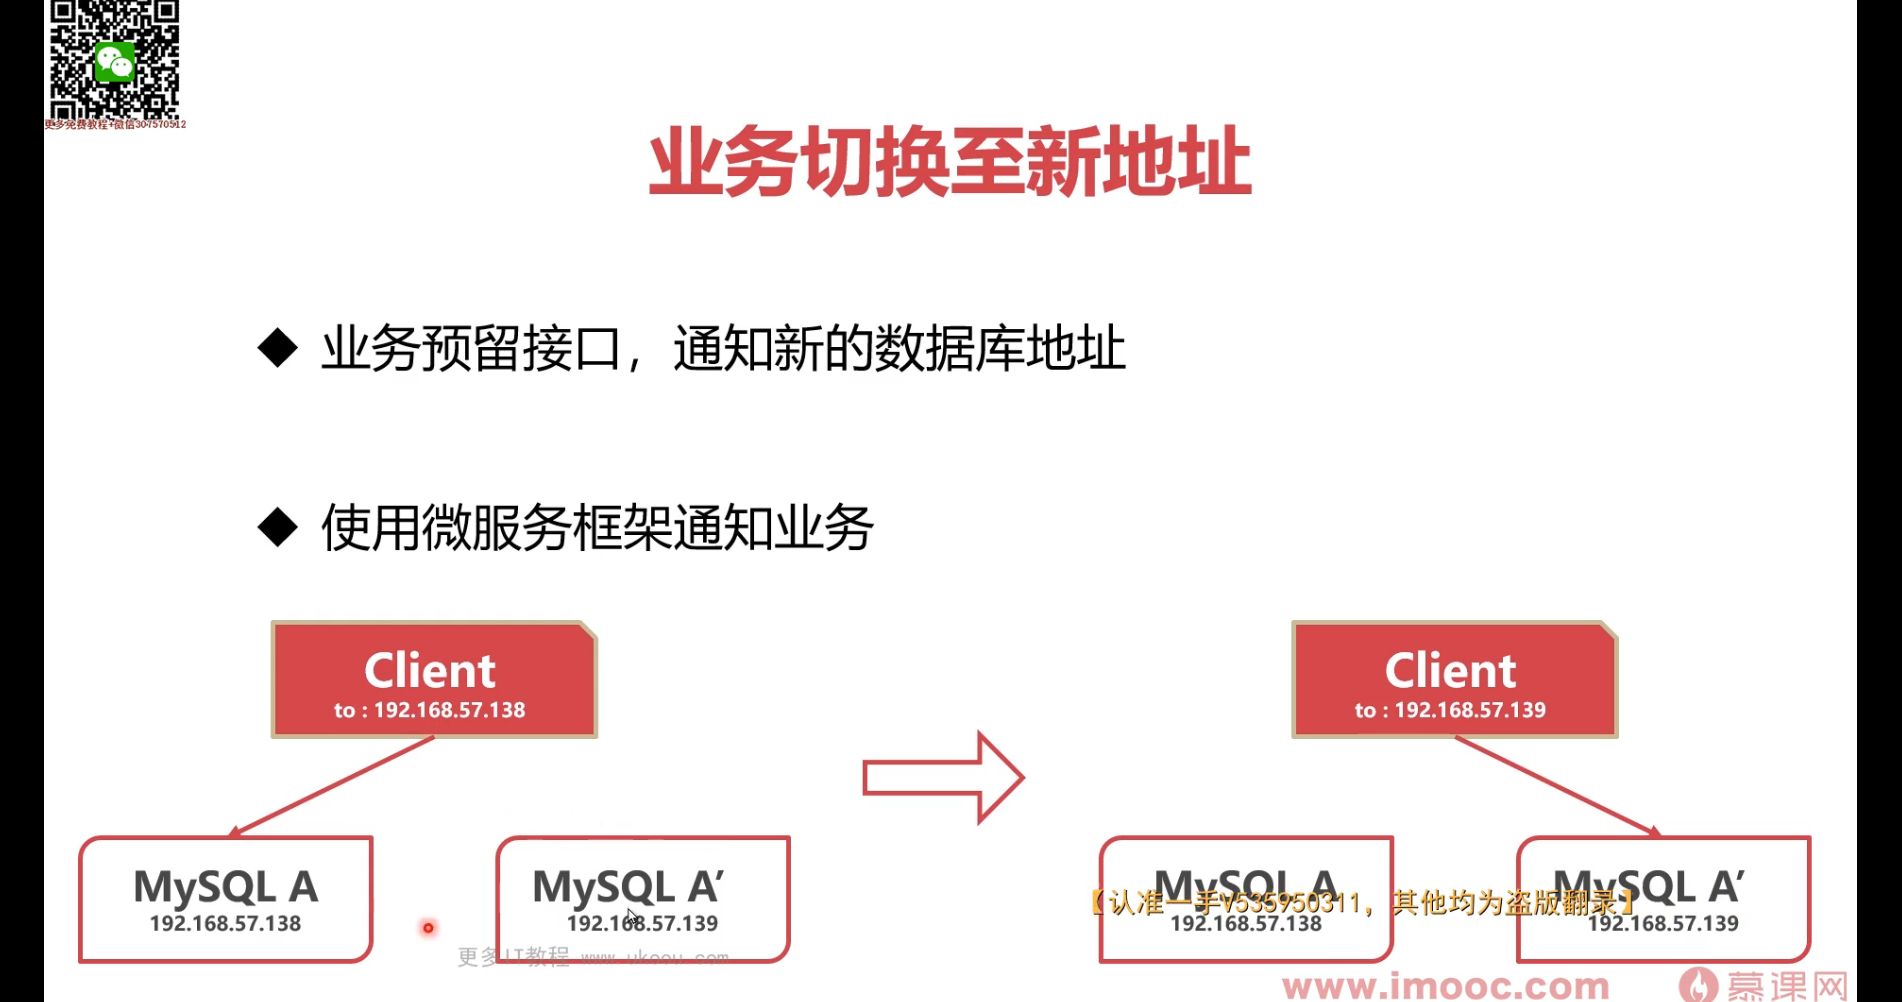 更多免费教程+微信307570512
业务切换至新地址
业务预留接口，通知新的数据库地址
使用微服务框架通知业务
Client
to : 192.168.57.138
Client
to : 192.168.57.139
MySQL A
192.168.57.138
MySQL A′
192.168.57.139
MySQL A
192.168.57.138
MySQL A′
192.168.57.139
【认准一手V535950311，其他均为盗版翻录】
更多IT教程 www.ukoou.com
www.imooc.com
慕课网